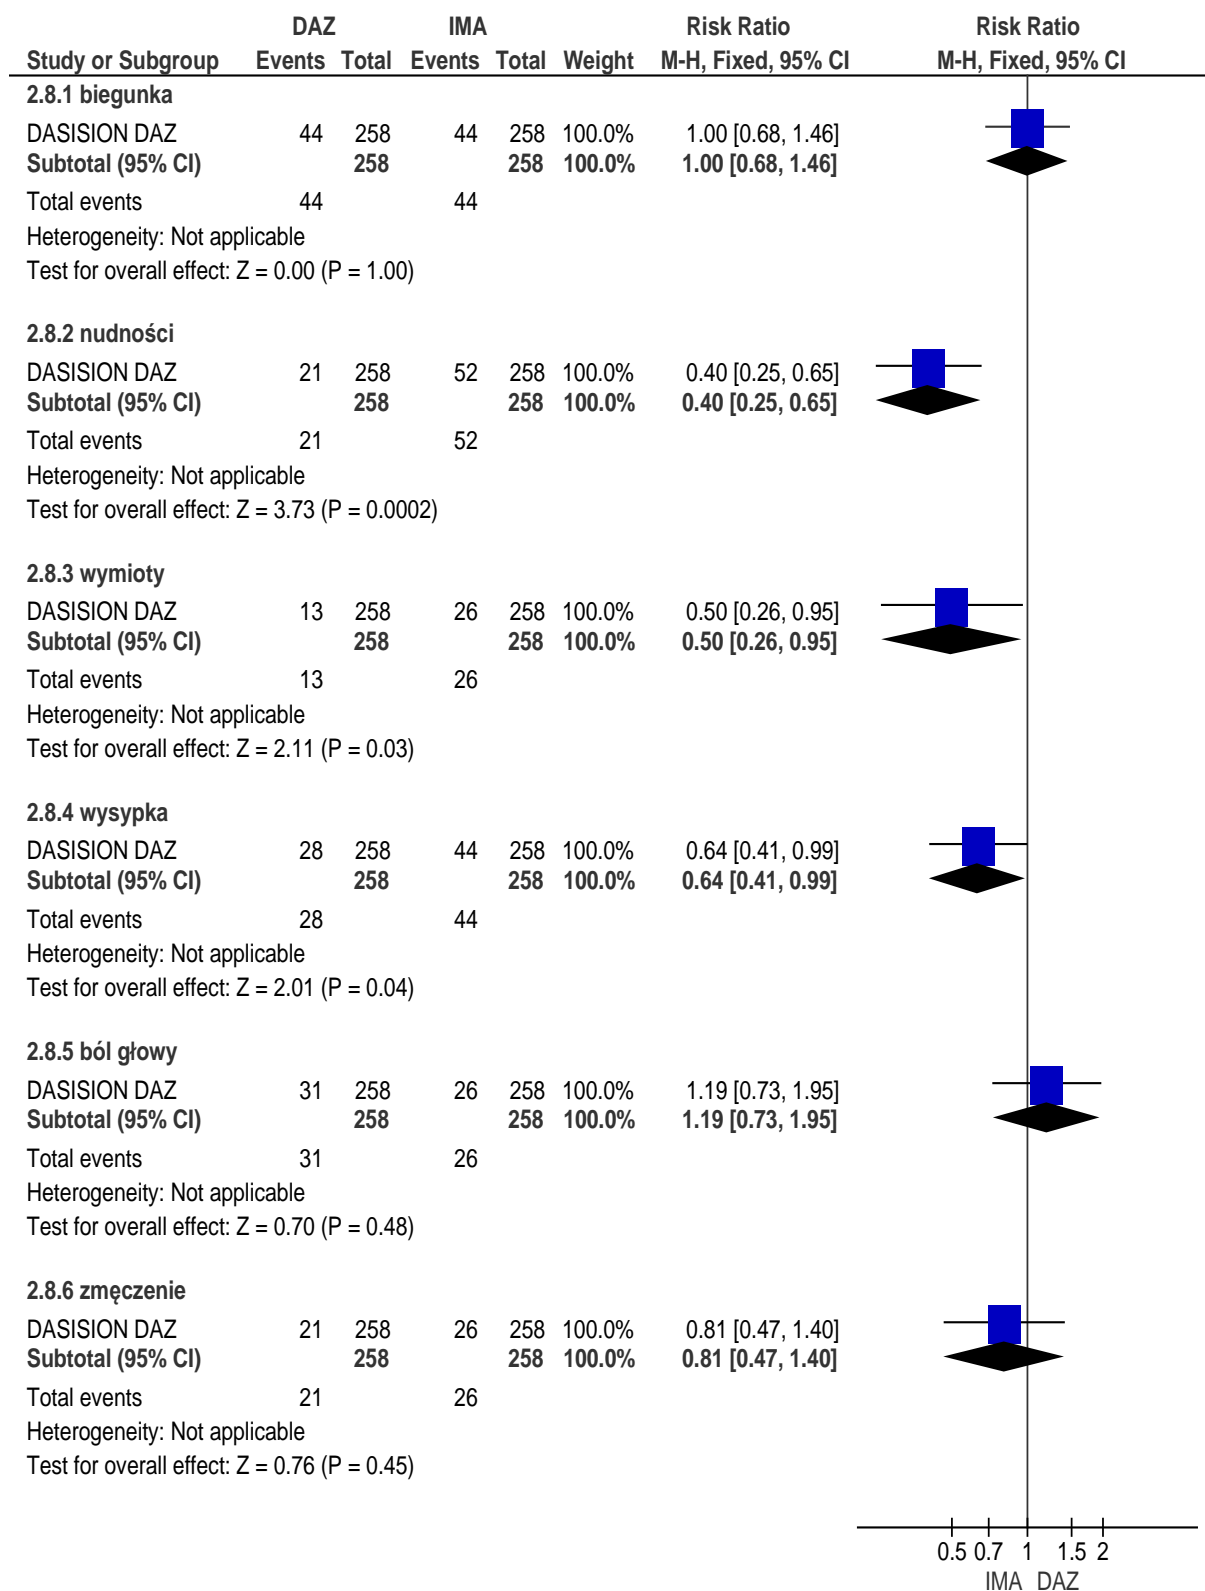 DAZ IMA Risk Ratio Risk Ratio
Study or Subgroup Events Total Events Total Weight M-H, Fixed, 95% CI M-H, Fixed, 95% CI
2.8.1 biegunka
DASISION DAZ 44 258 44 258 100.0% 1.00 [0.68, 1.46]
Subtotal (95% CI) 258 258 100.0% 1.00 [0.68, 1.46]
Total events 44 44
Heterogeneity: Not applicable
Test for overall effect: Z = 0.00 (P = 1.00)
2.8.2 nudności
DASISION DAZ 21 258 52 258 100.0% 0.40 [0.25, 0.65]
Subtotal (95% CI) 258 258 100.0% 0.40 [0.25, 0.65]
Total events 21 52
Heterogeneity: Not applicable
Test for overall effect: Z = 3.73 (P = 0.0002)
2.8.3 wymioty
DASISION DAZ 13 258 26 258 100.0% 0.50 [0.26, 0.95]
Subtotal (95% CI) 258 258 100.0% 0.50 [0.26, 0.95]
Total events 13 26
Heterogeneity: Not applicable
Test for overall effect: Z = 2.11 (P = 0.03)
2.8.4 wysypka
DASISION DAZ 28 258 44 258 100.0% 0.64 [0.41, 0.99]
Subtotal (95% CI) 258 258 100.0% 0.64 [0.41, 0.99]
Total events 28 44
Heterogeneity: Not applicable
Test for overall effect: Z = 2.01 (P = 0.04)
2.8.5 ból głowy
DASISION DAZ 31 258 26 258 100.0% 1.19 [0.73, 1.95]
Subtotal (95% CI) 258 258 100.0% 1.19 [0.73, 1.95]
Total events 31 26
Heterogeneity: Not applicable
Test for overall effect: Z = 0.70 (P = 0.48)
2.8.6 zmęczenie
DASISION DAZ 21 258 26 258 100.0% 0.81 [0.47, 1.40]
Subtotal (95% CI) 258 258 100.0% 0.81 [0.47, 1.40]
Total events 21 26
Heterogeneity: Not applicable
Test for overall effect: Z = 0.76 (P = 0.45)
0.5 0.7 1 1.5 2
IMA DAZ